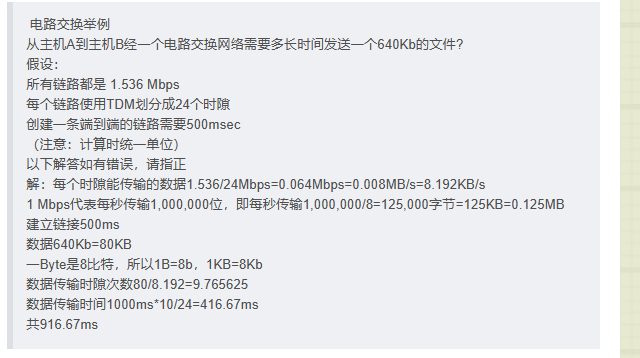 电路交换举例
从主机A到主机B经一个电路交换网络需要多长时间发送一个640Kb的文件?
假设：
所有链路都是 1.536 Mbps
每个链路使用TDM划分成24个时隙
创建一条端到端的链路需要500msec
（注意：计算时统一单位）
以下解答如有错误，请指正
解：每个时隙能传输的数据1.536/24Mbps=0.064Mbps=0.008MB/s=8.192KB/s
1 Mbps代表每秒传输1,000,000位，即每秒传输1,000,000/8=125,000字节=125KB=0.125MB
建立链接500ms
数据640Kb=80KB
一Byte是8比特，所以1B=8b，1KB=8Kb
数据传输时隙次数80/8.192=9.765625
数据传输时间1000ms*10/24=416.67ms
共916.67ms